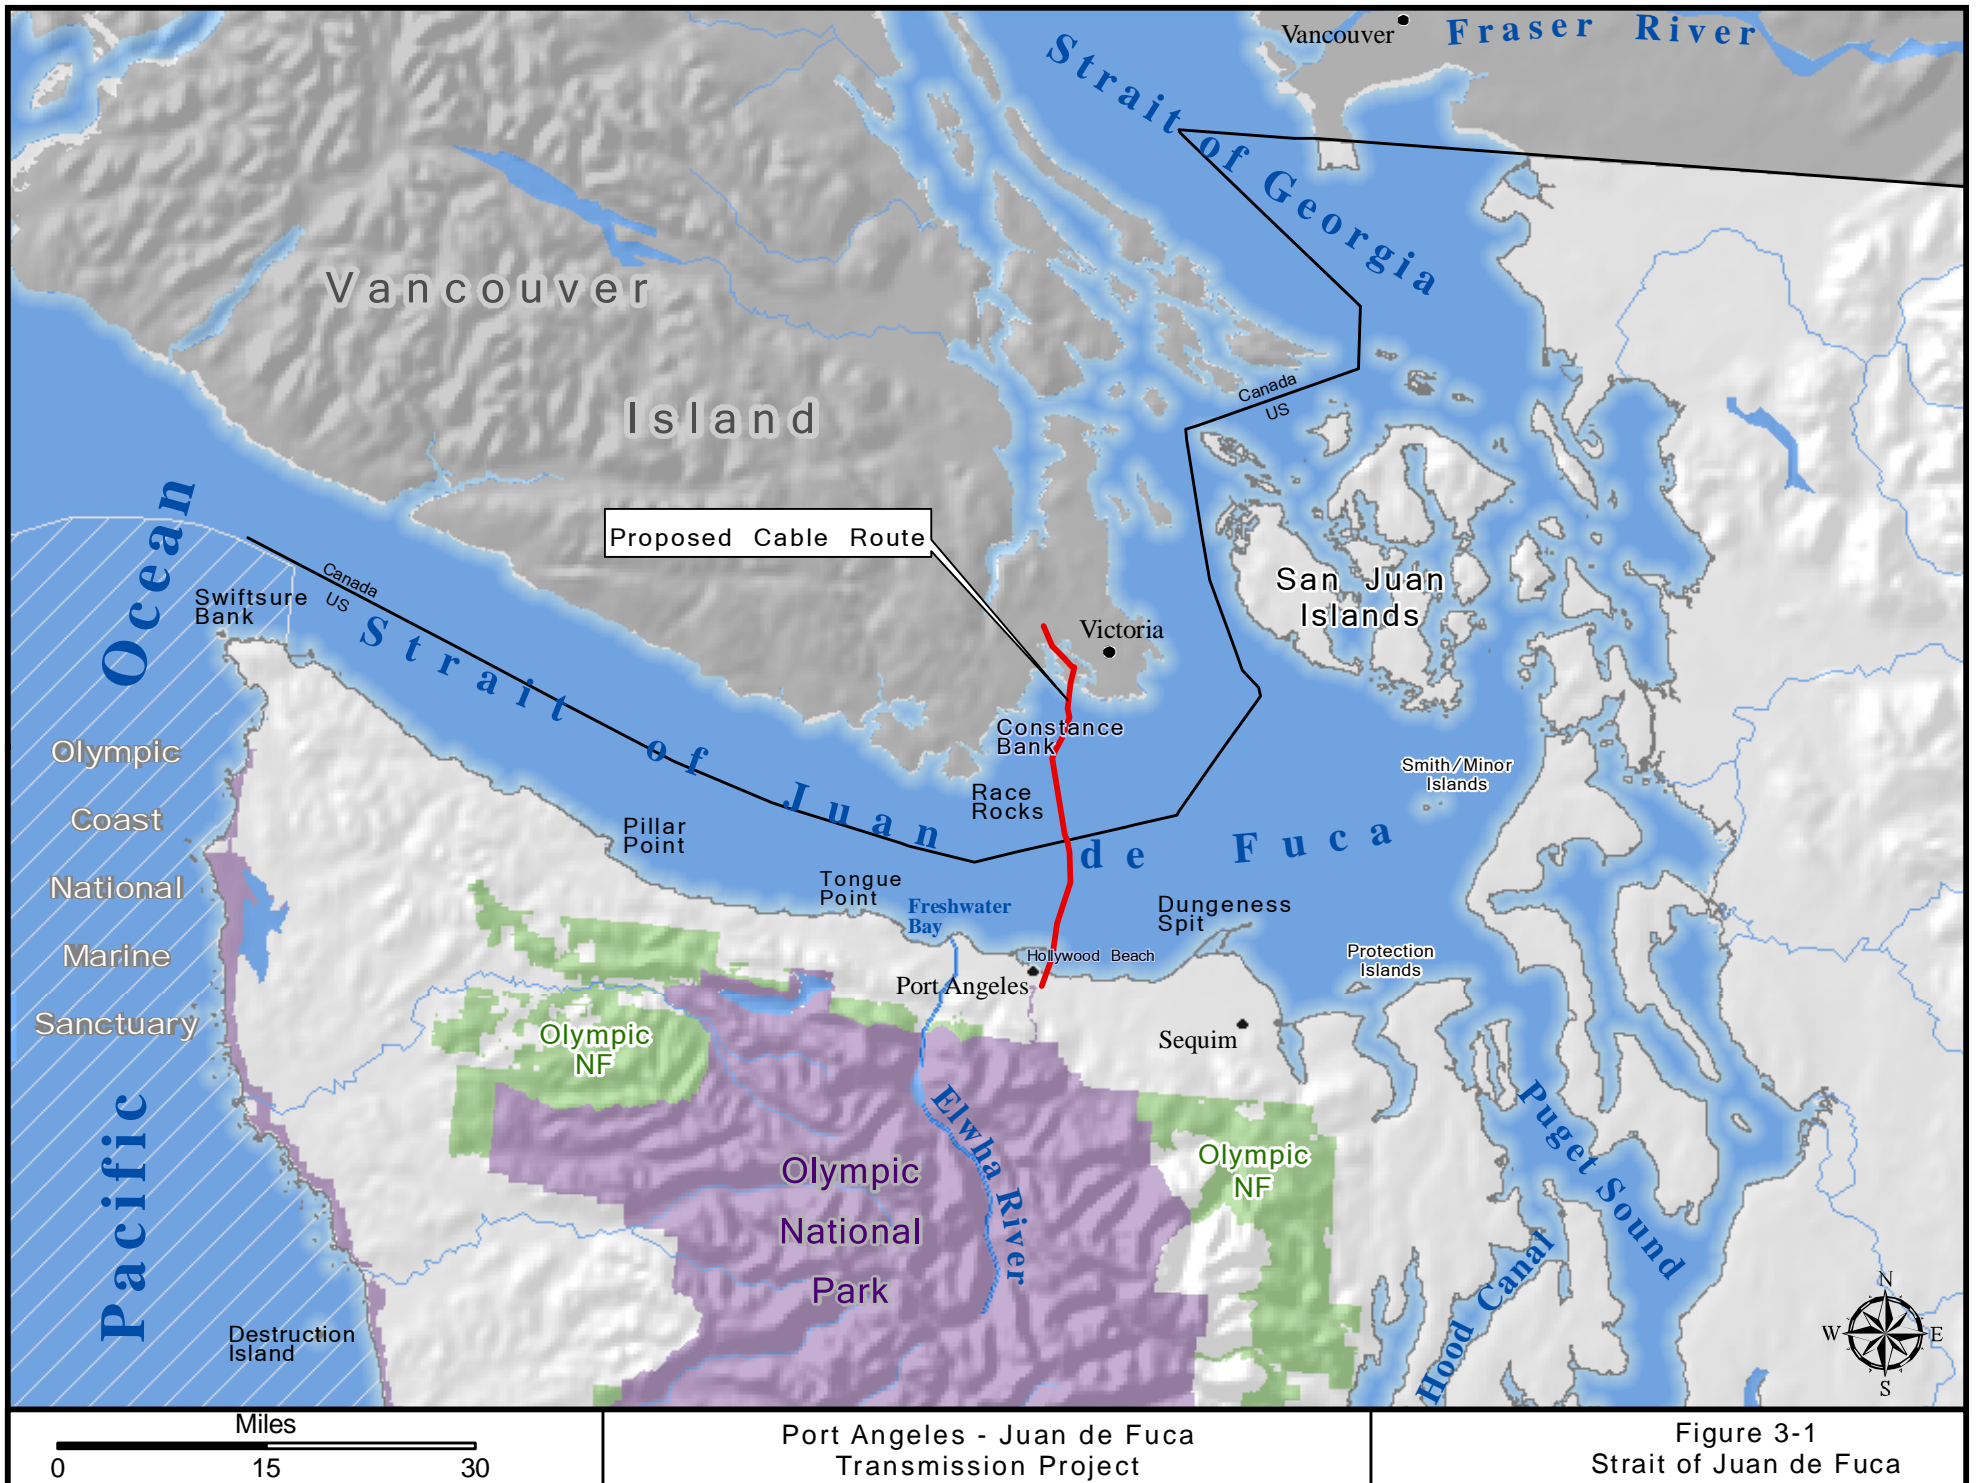 Vancouver
Fraser River
Strait of Georgia
Vancouver
Island
Canada
US
Proposed Cable Route
San Juan
Islands
Victoria
Canada
US
Swiftsure
Bank
Strait of Juan de Fuca
Constance
Bank
Race
Rocks
Smith/Minor
Islands
Pillar
Point
Tongue
Point
Freshwater
Bay
Dungeness
Spit
Hollywood Beach
Protection
Islands
Port Angeles
Sequim
Olympic
Coast
National
Marine
Sanctuary
Pacific Ocean
Olympic
NF
Elwha River
Olympic
National
Park
Olympic
NF
Puget Sound
Hood Canal
Destruction
Island
N
W
E
S
Miles
0 15 30
Port Angeles - Juan de Fuca
Transmission Project
Figure 3-1
Strait of Juan de Fuca